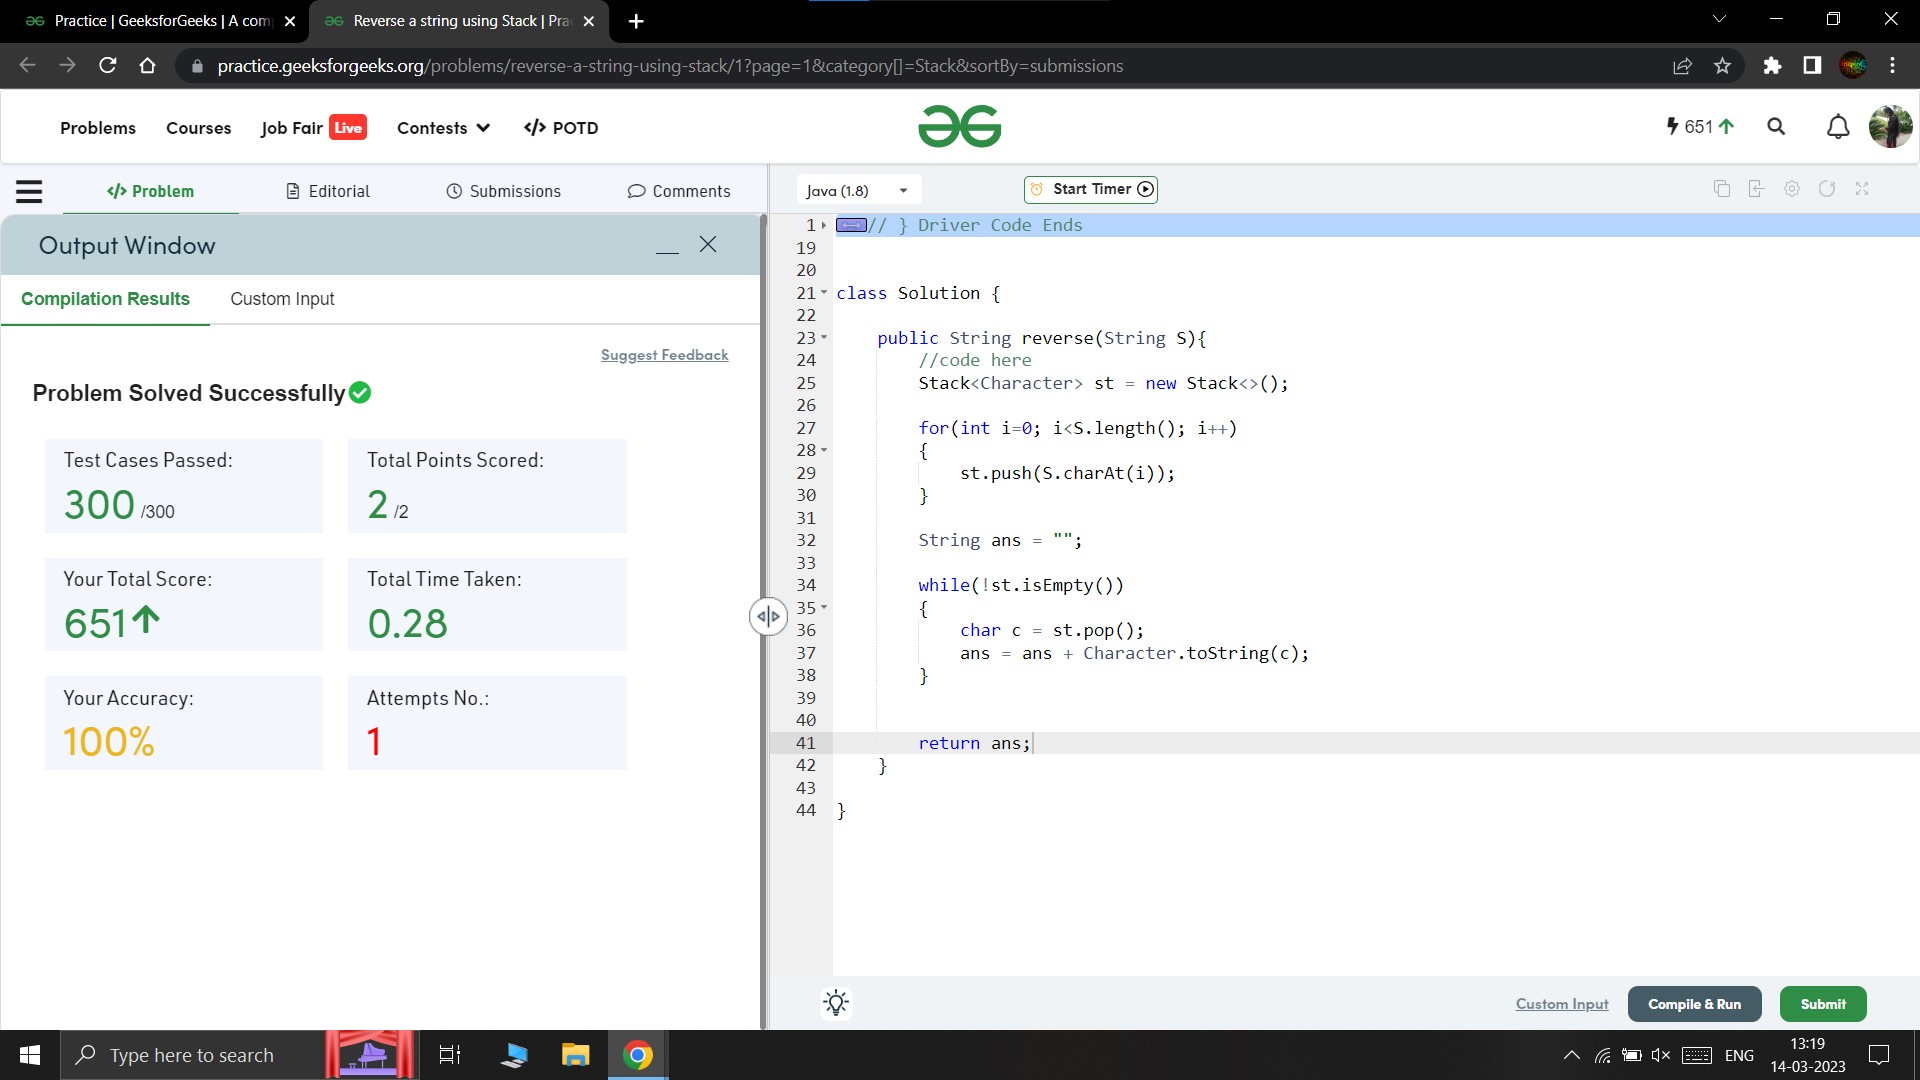 Practice | GeeksforGeeks | A com
Reverse a string using Stack | Pra
practice.geeksforgeeks.org/problems/reverse-a-string-using-stack/1?page=1&category[]=Stack&sortBy=submissions
Problems
Courses
Job Fair Live
Contests
</> POTD
651
</> Problem
Editorial
Submissions
Comments
Java (1.8)
Start Timer
Output Window
Compilation Results
Custom Input
Suggest Feedback
Problem Solved Successfully
Test Cases Passed:
300 /300
Total Points Scored:
2 /2
Your Total Score:
651
Total Time Taken:
0.28
Your Accuracy:
100%
Attempts No.:
1
1 // } Driver Code Ends
19
20
21 class Solution {
22
23 public String reverse(String S){
24 //code here
25 Stack<Character> st = new Stack<>();
26
27 for(int i=0; i<S.length(); i++)
28 {
29 st.push(S.charAt(i));
30 }
31
32 String ans = "";
33
34 while(!st.isEmpty())
35 {
36 char c = st.pop();
37 ans = ans + Character.toString(c);
38 }
39
40
41 return ans;
42 }
43
44 }
Custom Input
Compile & Run
Submit
Type here to search
ENG
13:19
14-03-2023